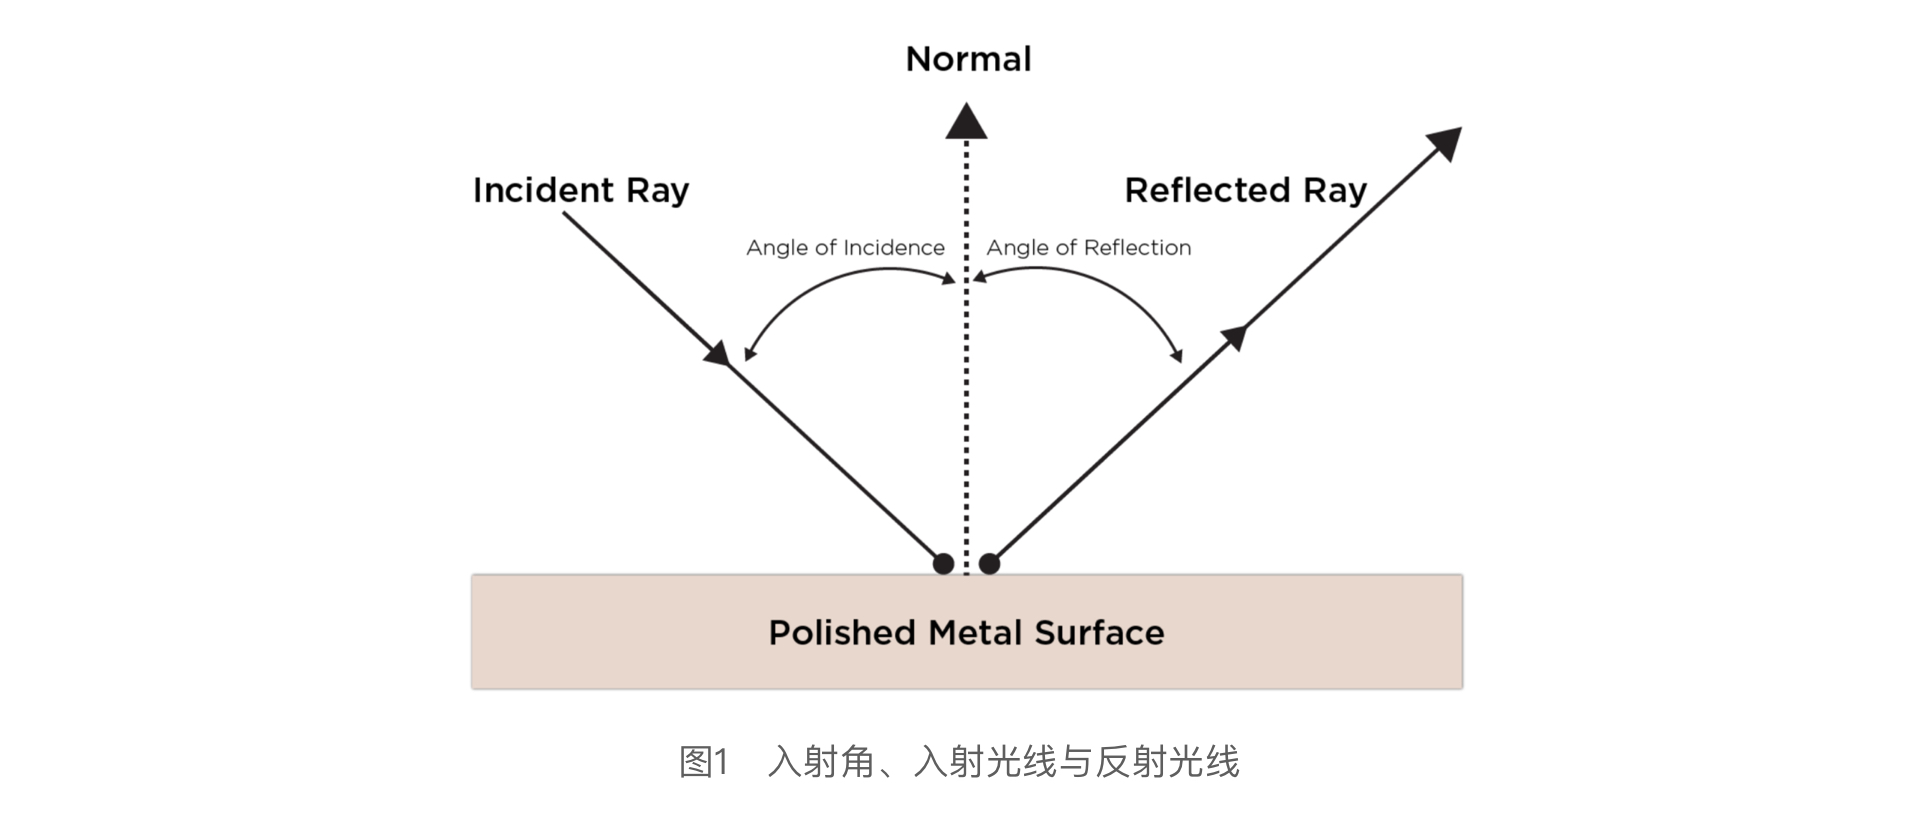 Normal
Incident Ray
Reflected Ray
Angle of Incidence
Angle of Reflection
Polished Metal Surface
图1 入射角、入射光线与反射光线